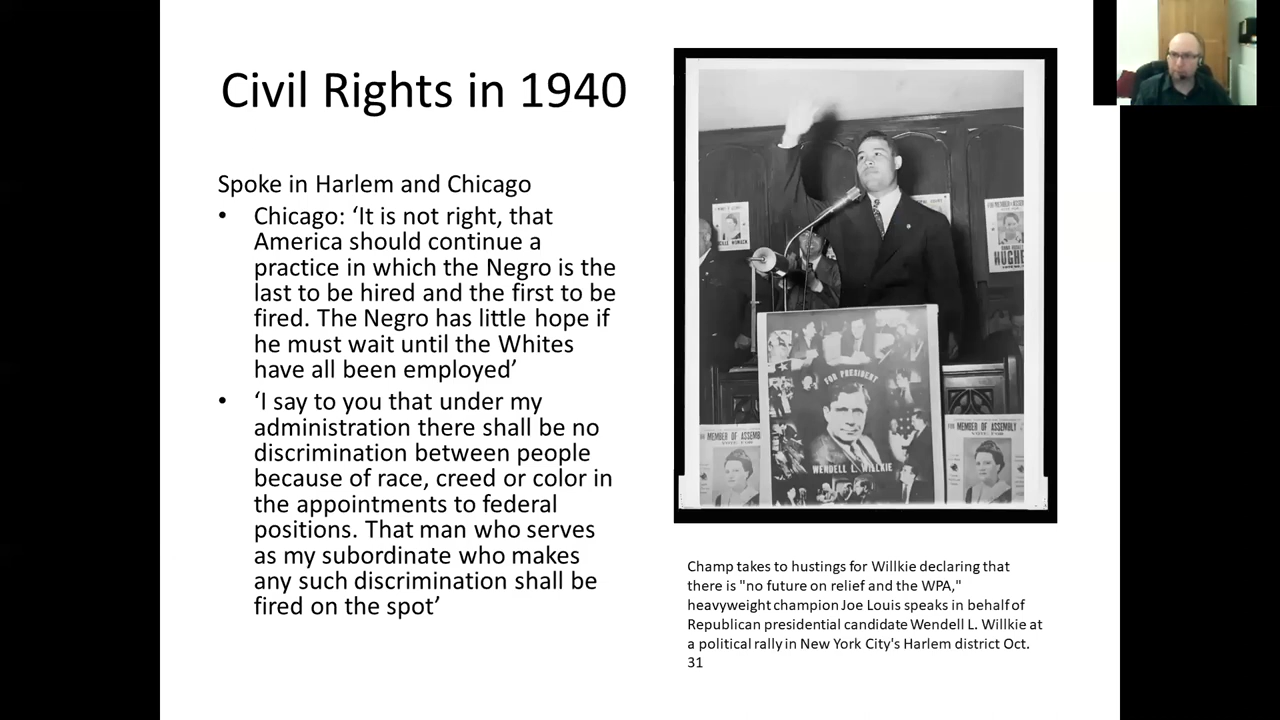 Civil Rights in 1940
Spoke in Harlem and Chicago
• Chicago: ‘It is not right, that
America should continue a
practice in which the Negro is the
last to be hired and the first to be
fired. The Negro has little hope if
he must wait until the Whites
have all been employed’
• ‘I say to you that under my
administration there shall be no
discrimination between people
because of race, creed or color in
the appointments to federal
positions. That man who serves
as my subordinate who makes
any such discrimination shall be
fired on the spot’
HUGHE
FOR PRESIDENT
WENDELL L. WILLKIE
MEMBER OF ASSEMB
MEMBER OF ASSEMBLY
Champ takes to hustings for Willkie declaring that
there is "no future on relief and the WPA,"
heavyweight champion Joe Louis speaks in behalf of
Republican presidential candidate Wendell L. Willkie at
a political rally in New York City's Harlem district Oct.
31